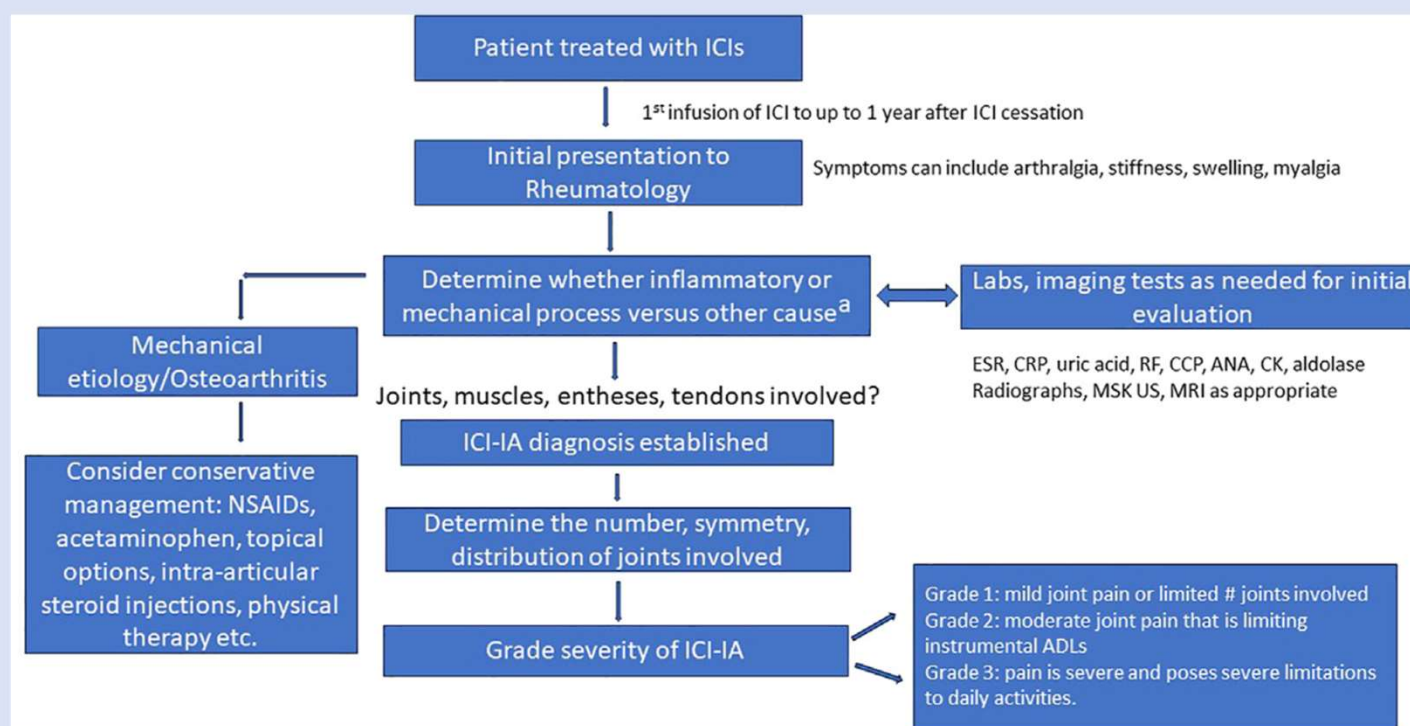 Patient treated with ICIs
1st infusion of ICI to up to 1 year after ICI cessation
Initial presentation to
Rheumatology
Symptoms can include arthralgia, stiffness, swelling, myalgia
Determine whether inflammatory or
mechanical process versus other causeª
Labs, imaging tests as needed for initial
evaluation
ESR, CRP, uric acid, RF, CCP, ANA, CK, aldolase
Radiographs, MSK US, MRI as appropriate
Mechanical
etiology/Osteoarthritis
Consider conservative
management: NSAIDs,
acetaminophen, topical
options, intra-articular
steroid injections, physical
therapy etc.
Joints, muscles, entheses, tendons involved?
ICI-IA diagnosis established
Determine the number, symmetry,
distribution of joints involved
Grade severity of ICI-IA
Grade 1: mild joint pain or limited # joints involved
Grade 2: moderate joint pain that is limiting
instrumental ADLs
Grade 3: pain is severe and poses severe limitations
to daily activities.